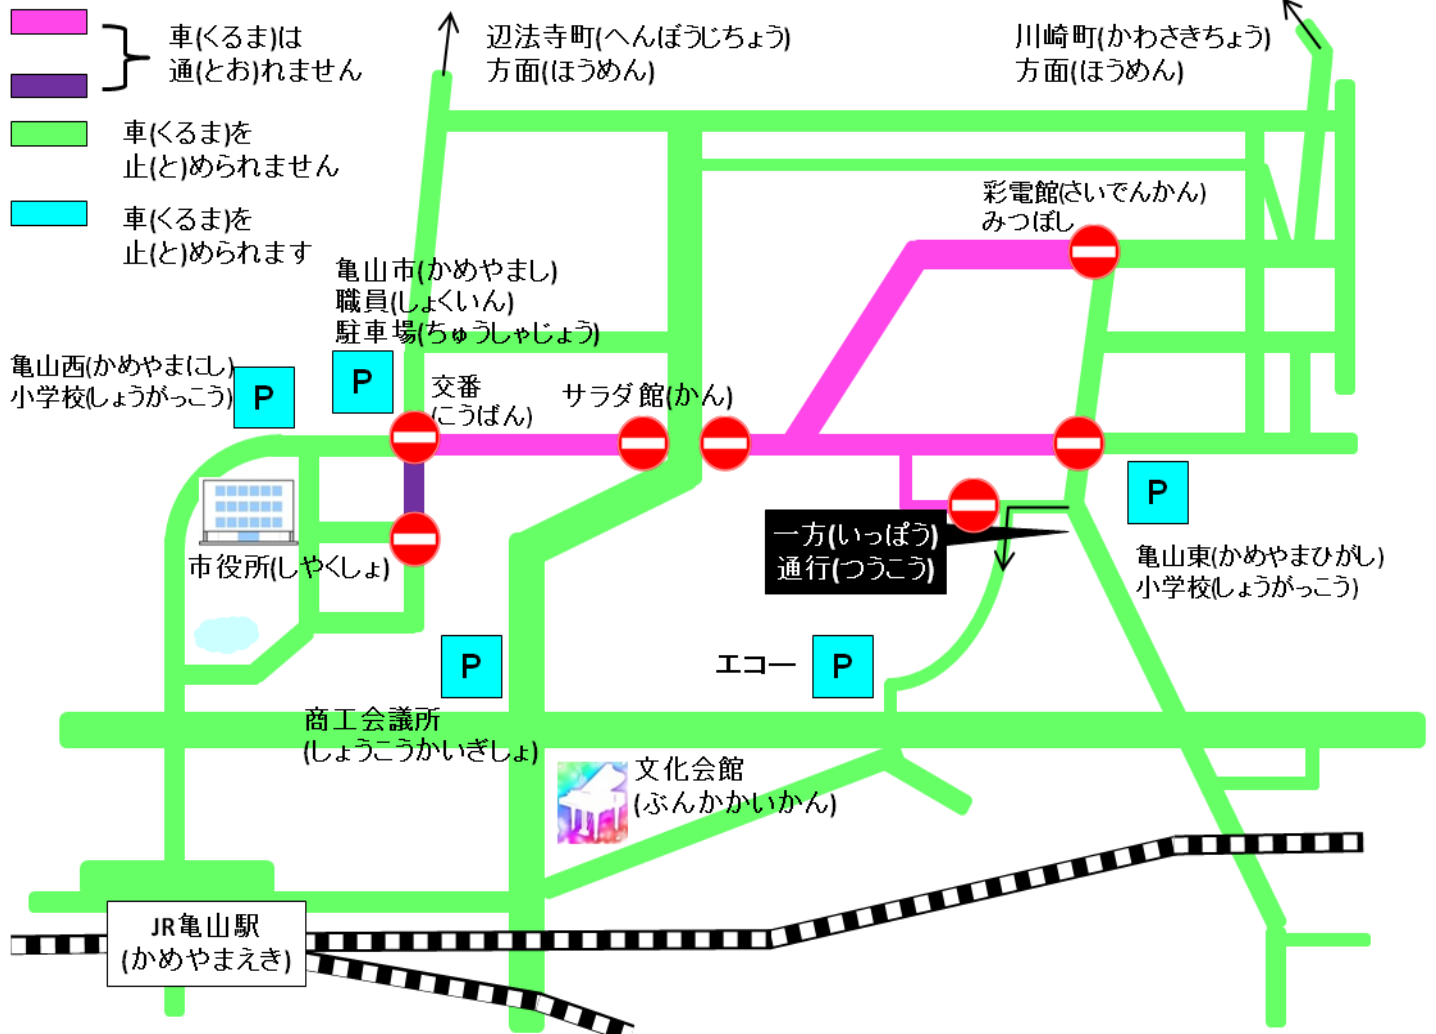 車(くるま)は
通(とお)れません
車(くるま)を
止(と)められません
車(くるま)を
止(と)められます
辺法寺町(へんぼうじちょう)
方面(ほうめん)
川崎町(かわさきちょう)
方面(ほうめん)
彩電館(さいでんかん)
みつぼし
亀山市(かめやまし)
職員(しょくいん)
駐車場(ちゅうしゃじょう)
亀山西(かめやまにし)
小学校(しょうがっこう)
P
P
交番
(こうばん)
サラダ館(かん)
P
一方(いっぽう)
通行(つうこう)
亀山東(かめやまひがし)
小学校(しょうがっこう)
市役所(しやくしょ)
P
エコー
P
商工会議所
(しょうこうかいぎしょ)
文化会館
(ぶんかかいかん)
JR亀山駅
(かめやまえき)